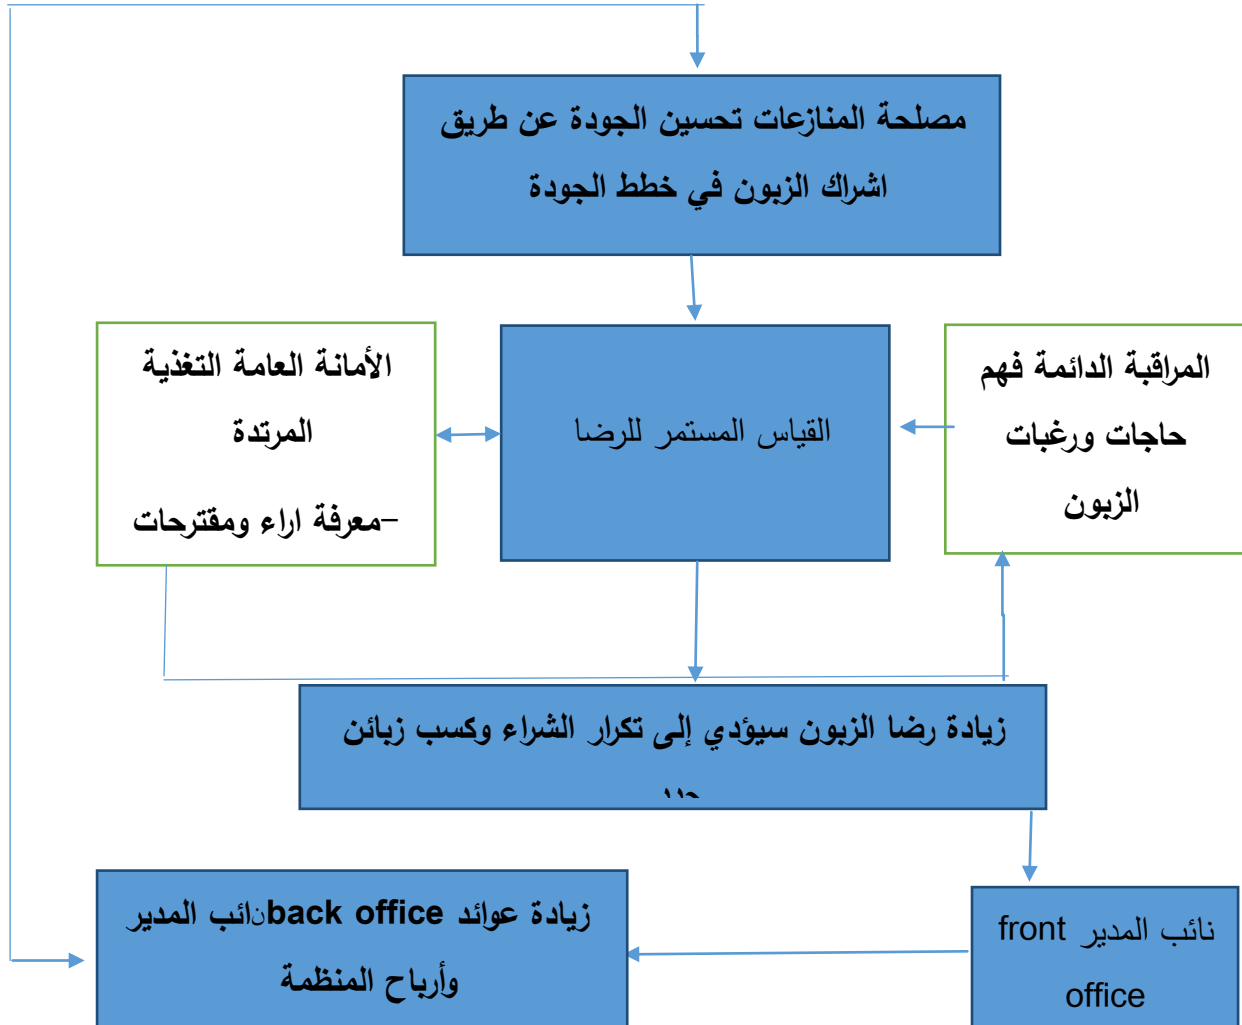 مصلحة المنازعات تحسين الجودة عن طريق
اشراك الزبون في خطط الجودة
المراقبة الدائمة فهم
حاجات ورغبات
الزبون
القياس المستمر للرضا
الأمانة العامة التغذية
المرتدة
-معرفة اراء ومقترحات
زيادة رضا الزبون سيؤدي إلى تكرار الشراء وكسب زبائن
نائب المدير front
office
نائب المدير back office زيادة عوائد
وأرباح المنظمة